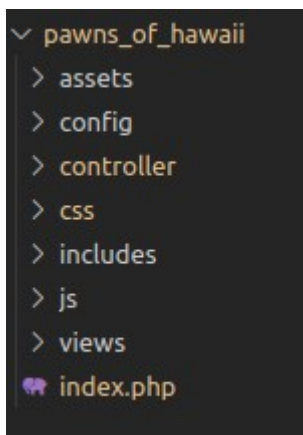 pawns_of_hawaii
assets
config
controller
css
includes
js
views
index.php